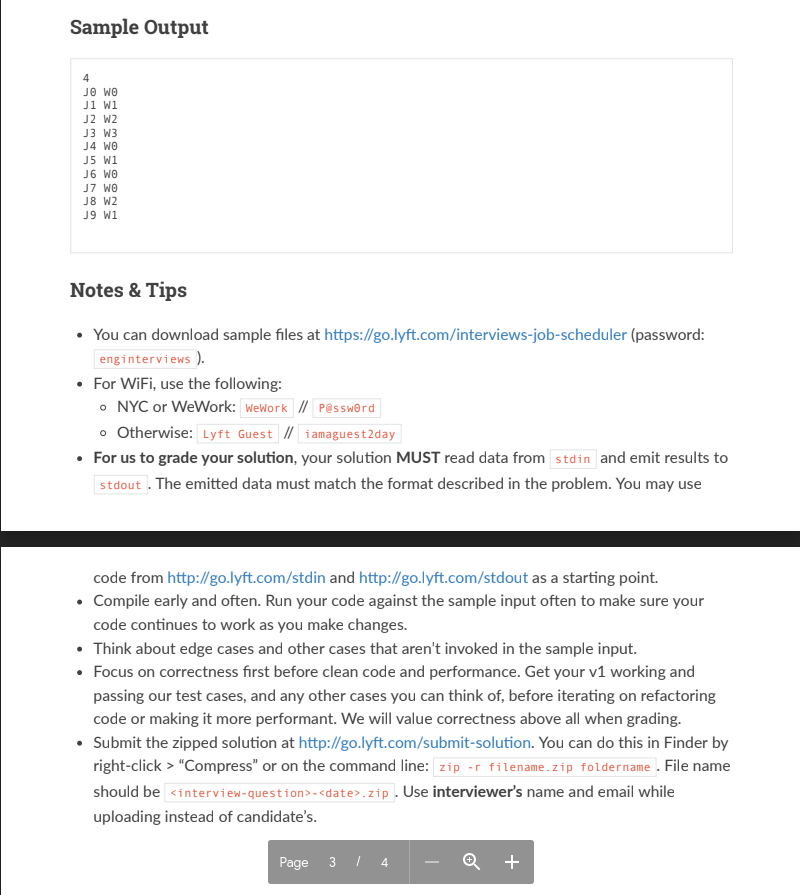 Sample Output
4
J0 W0
J1 W1
J2 W2
J3 W3
J4 W0
J5 W1
J6 W0
J7 W0
J8 W2
J9 W1
Notes & Tips
• You can download sample files at https://go.lyft.com/interviews-job-scheduler (password:
enginterviews ).
• For WiFi, use the following:
○ NYC or WeWork: WeWork // P@ssw0rd
○ Otherwise: Lyft Guest // iamaguest2day
• For us to grade your solution, your solution MUST read data from stdin and emit results to
stdout . The emitted data must match the format described in the problem. You may use
code from http://go.lyft.com/stdin and http://go.lyft.com/stdout as a starting point.
• Compile early and often. Run your code against the sample input often to make sure your
code continues to work as you make changes.
• Think about edge cases and other cases that aren’t invoked in the sample input.
• Focus on correctness first before clean code and performance. Get your v1 working and
passing our test cases, and any other cases you can think of, before iterating on refactoring
code or making it more performant. We will value correctness above all when grading.
• Submit the zipped solution at http://go.lyft.com/submit-solution. You can do this in Finder by
right-click > “Compress” or on the command line: zip -r filename.zip foldername . File name
should be <interview-question>-<date>.zip . Use interviewer’s name and email while
uploading instead of candidate’s.
Page 3 / 4